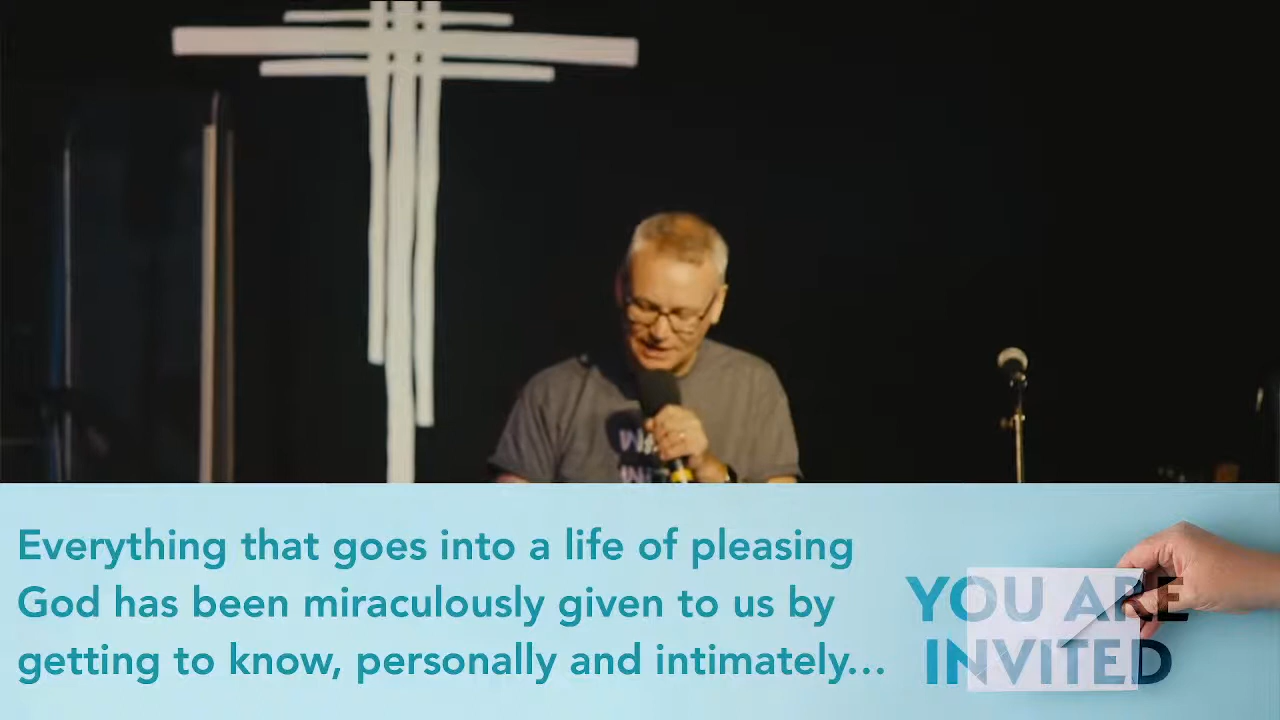 Everything that goes into a life of pleasing
God has been miraculously given to us by
getting to know, personally and intimately...
YOU ARE
INVITED